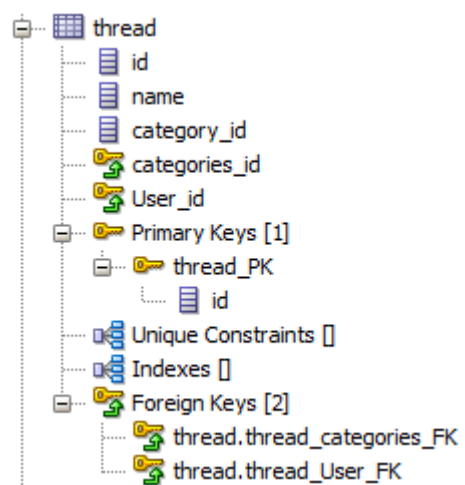 thread
id
name
category_id
categories_id
User_id
Primary Keys [1]
thread_PK
id
Unique Constraints []
Indexes []
Foreign Keys [2]
thread.thread_categories_FK
thread.thread_User_FK